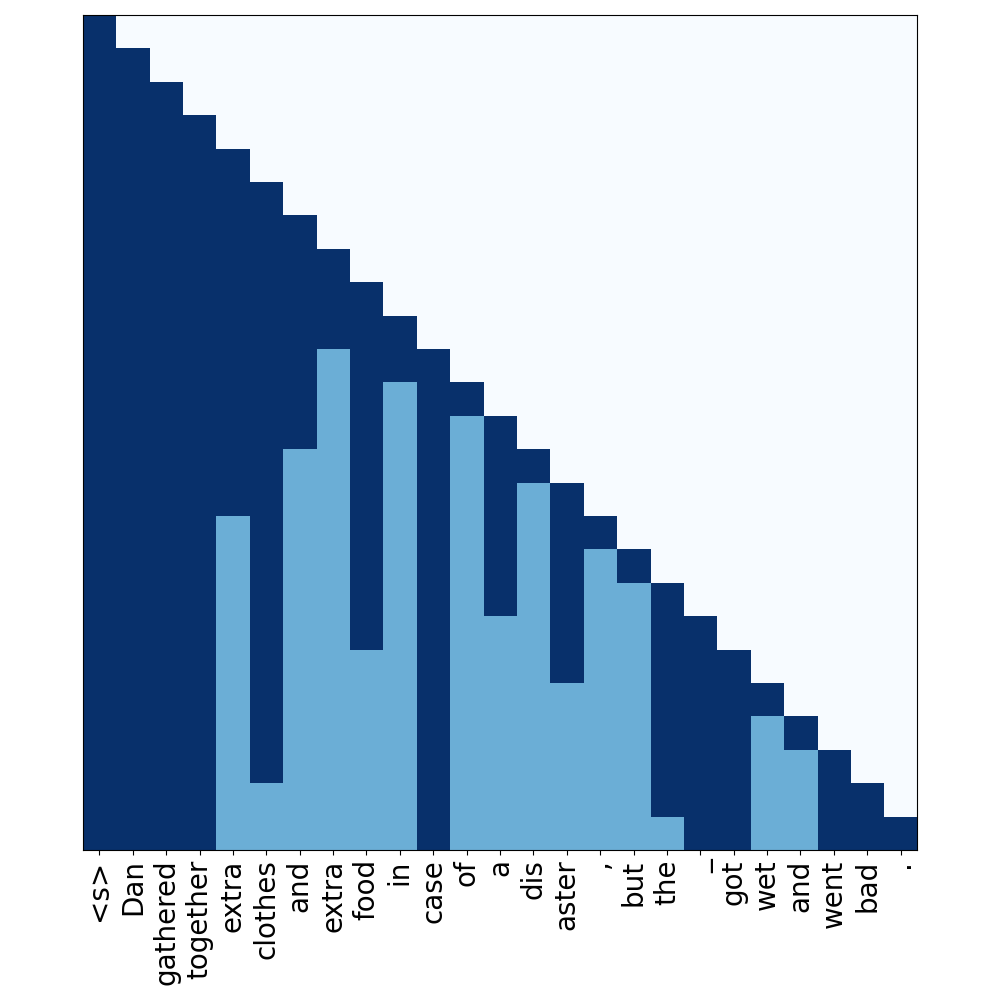 <s> Dan gathered together extra clothes and extra food in case of a dis aster , but the _ got wet and went bad .